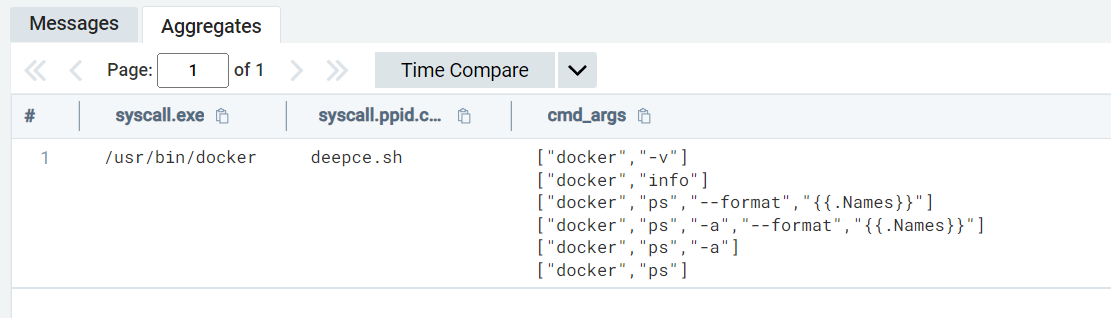 Messages Aggregates
Page: 1 of 1 Time Compare
# syscall.exe syscall.ppid.c... cmd_args
1 /usr/bin/docker deepce.sh ["docker","-v"]
["docker","info"]
["docker","ps","--format","{{.Names}}"]
["docker","ps","-a","--format","{{.Names}}"]
["docker","ps","-a"]
["docker","ps"]